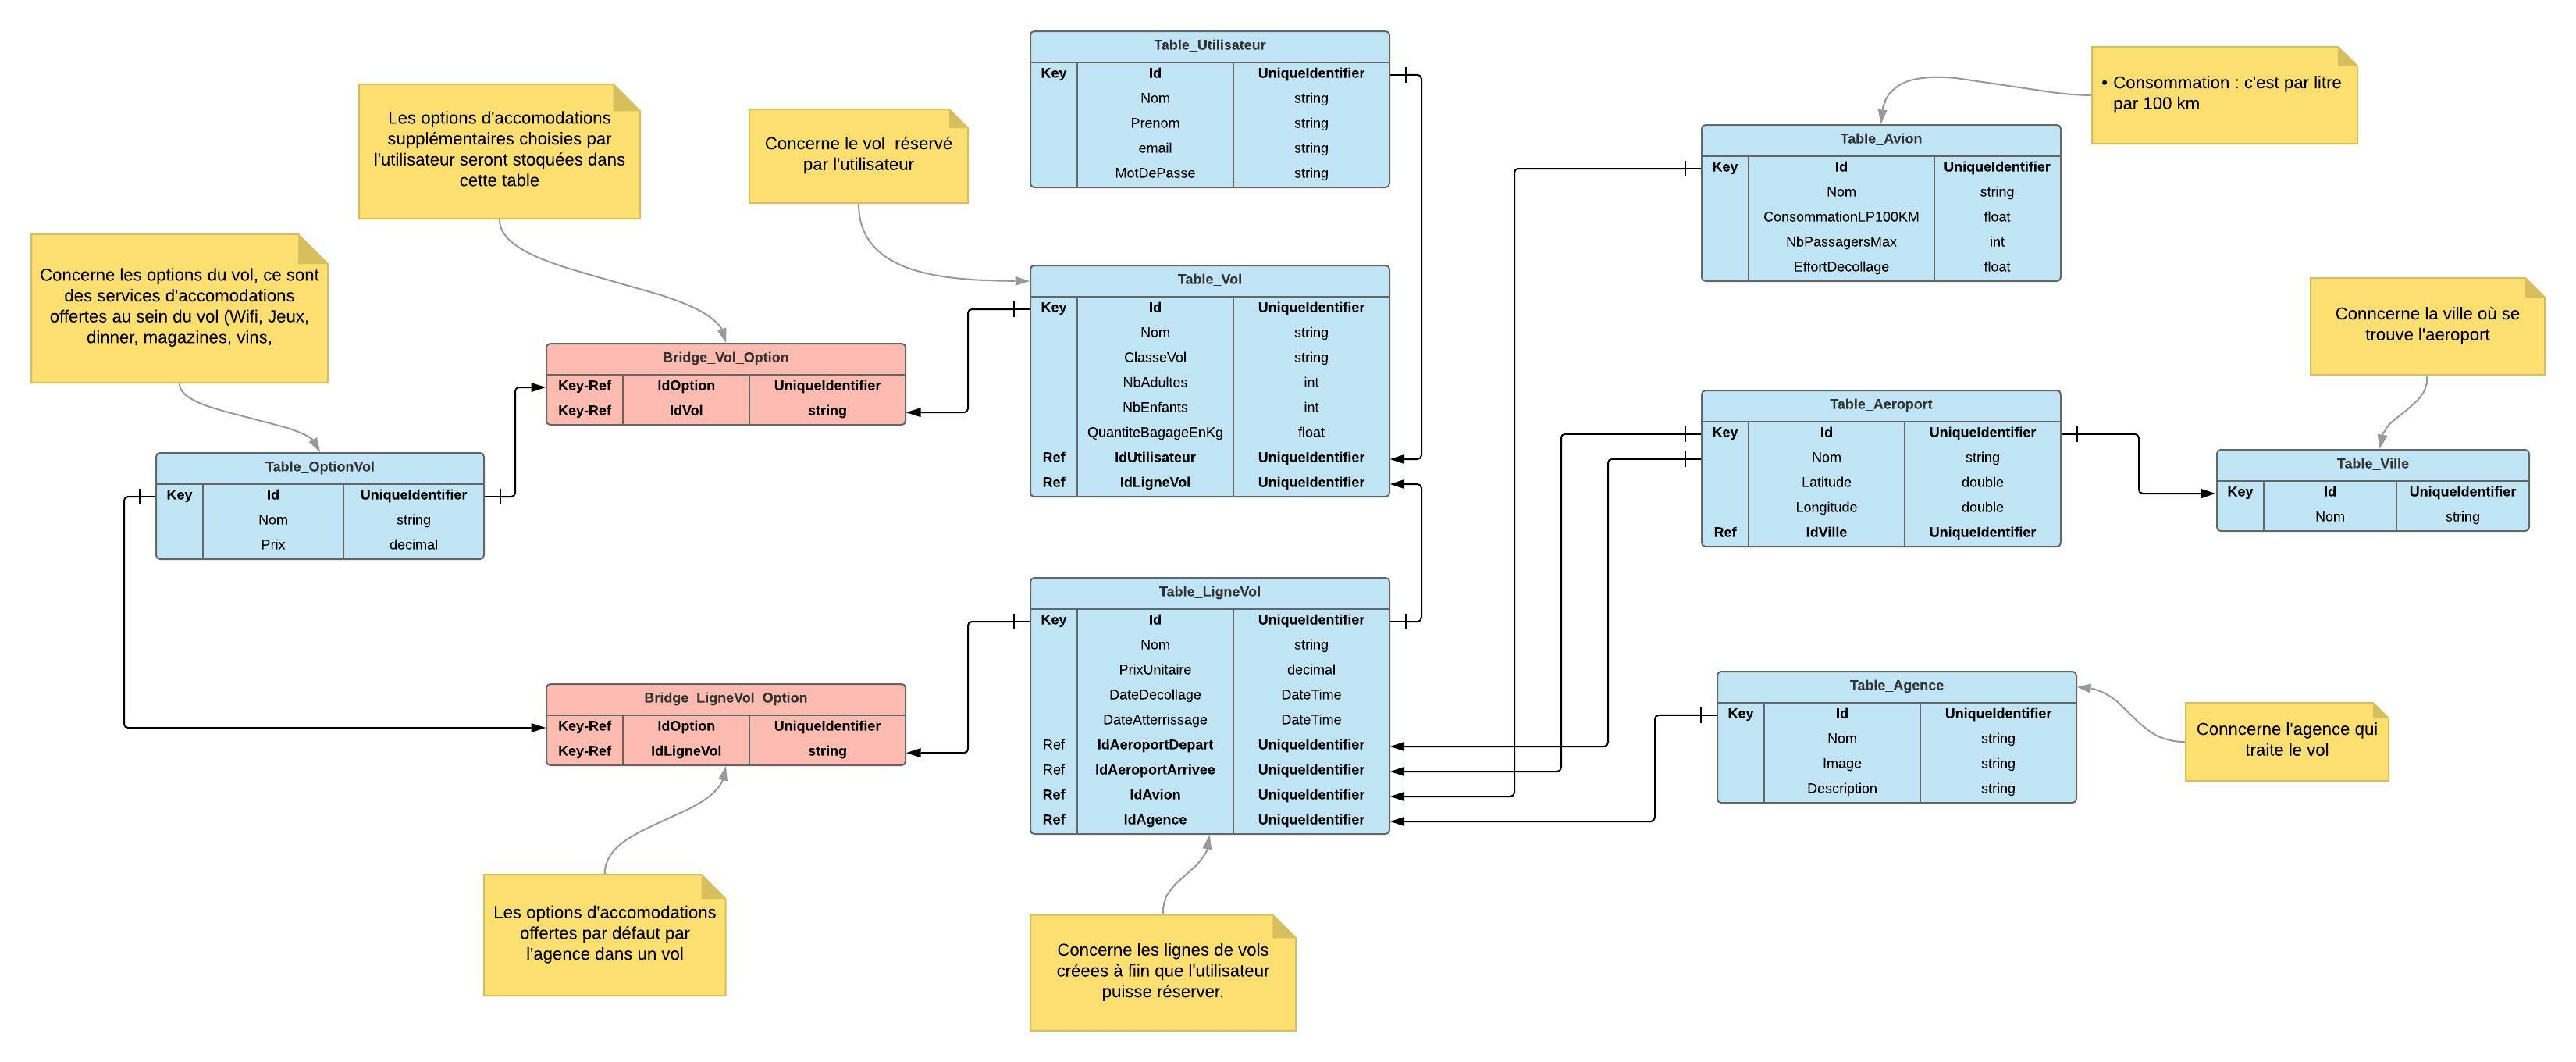 Table_Utilisateur
Key Id UniqueIdentifier
Nom string
Prenom string
email string
MotDePasse string
• Consommation : c'est par litre
par 100 km
Les options d'accomodations
supplémentaires choisies par
l'utilisateur seront stoquées dans
cette table
Concerne le vol réservé
par l'utilisateur
Table_Avion
Key Id UniqueIdentifier
Nom string
ConsommationLP100KM float
NbPassagersMax int
EffortDecollage float
Concerne les options du vol, ce sont
des services d'accomodations
offertes au sein du vol (Wifi, Jeux,
dinner, magazines, vins,
Table_Vol
Key Id UniqueIdentifier
Nom string
ClasseVol string
NbAdultes int
NbEnfants int
QuantiteBagageEnKg float
Ref IdUtilisateur UniqueIdentifier
Ref IdLigneVol UniqueIdentifier
Conncerne la ville où se
trouve l'aeroport
Bridge_Vol_Option
Key-Ref IdOption UniqueIdentifier
Key-Ref IdVol string
Table_Aeroport
Key Id UniqueIdentifier
Nom string
Latitude double
Longitude double
Ref IdVille UniqueIdentifier
Table_Ville
Key Id UniqueIdentifier
Nom string
Table_OptionVol
Key Id UniqueIdentifier
Nom string
Prix decimal
Table_LigneVol
Key Id UniqueIdentifier
Nom string
PrixUnitaire decimal
DateDecollage DateTime
DateAtterrissage DateTime
Ref IdAeroportDepart UniqueIdentifier
Ref IdAeroportArrivee UniqueIdentifier
Ref IdAvion UniqueIdentifier
Ref IdAgence UniqueIdentifier
Bridge_LigneVol_Option
Key-Ref IdOption UniqueIdentifier
Key-Ref IdLigneVol string
Table_Agence
Key Id UniqueIdentifier
Nom string
Image string
Description string
Conncerne l'agence qui
traite le vol
Les options d'accomodations
offertes par défaut par
l'agence dans un vol
Concerne les lignes de vols
créees à fiin que l'utilisateur
puisse réserver.